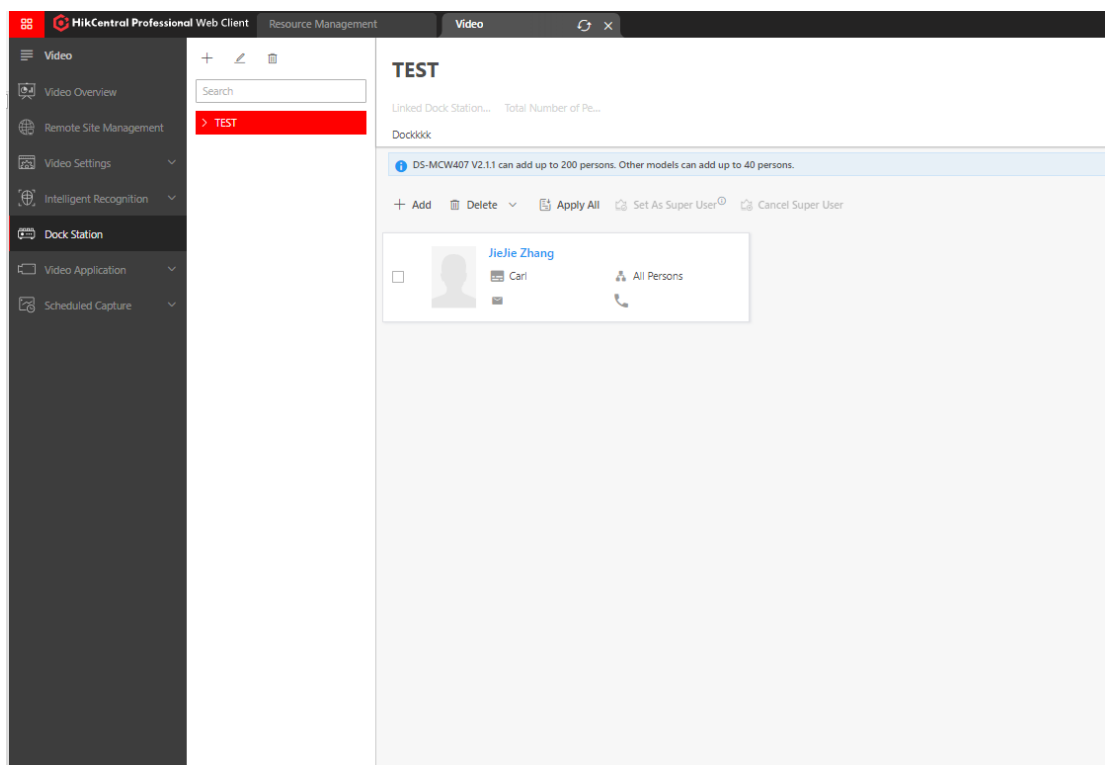 HikCentral Professional Web Client
Resource Management
Video
Video
Video Overview
Remote Site Management
Video Settings
Intelligent Recognition
Dock Station
Video Application
Scheduled Capture
Search
> TEST
TEST
Linked Dock Station... Total Number of Pe...
Dockkkk
DS-MCW407 V2.1.1 can add up to 200 persons. Other models can add up to 40 persons.
+ Add Delete Apply All Set As Super User Cancel Super User
JieJie Zhang
Carl All Persons